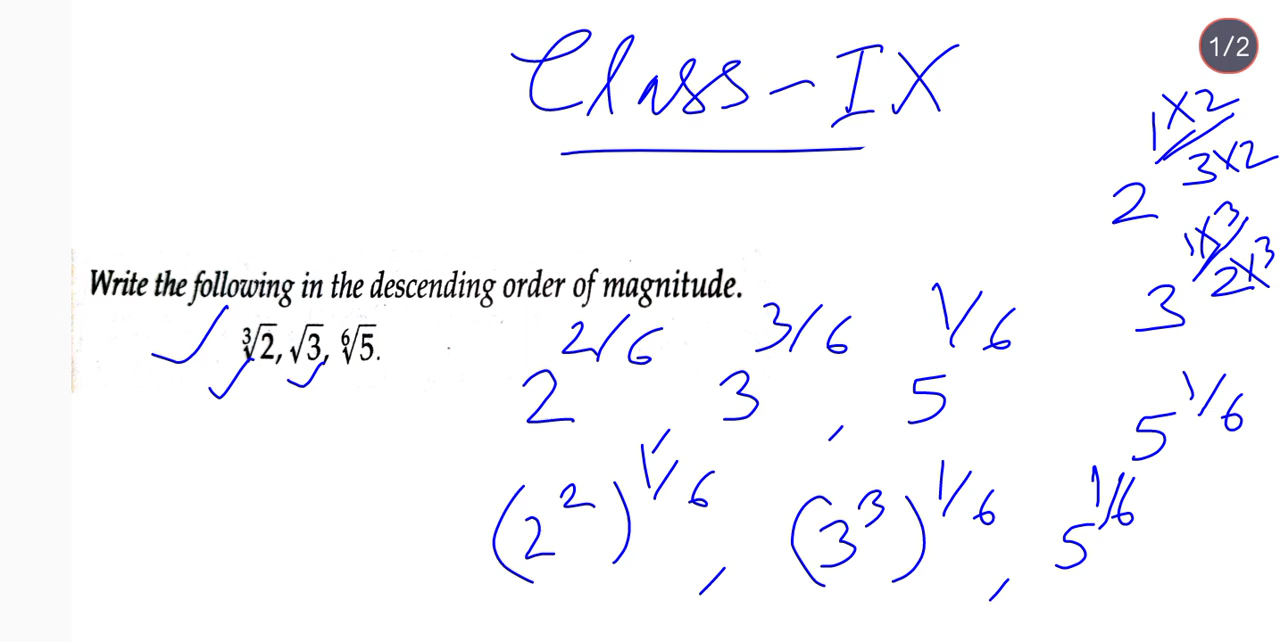 Class - IX
1/2
2^{1×2/3×2}
3^{1×3/2×3}
5^{1/6}
Write the following in the descending order of magnitude.
∛2, √3, ⁶√5.
2^{2/6}, 3^{3/6}, 5^{1/6}
(2²)^{1/6}, (3³)^{1/6}, 5^{1/6}